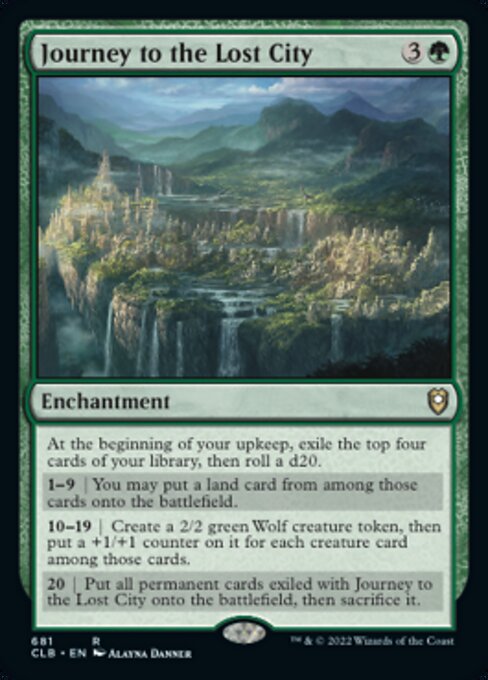 Journey to the Lost City 3
Enchantment
At the beginning of your upkeep, exile the top four
cards of your library, then roll a d20.
1–9 | You may put a land card from among those
cards onto the battlefield.
10–19 | Create a 2/2 green Wolf creature token, then
put a +1/+1 counter on it for each creature card
among those cards.
20 | Put all permanent cards exiled with Journey to
the Lost City onto the battlefield, then sacrifice it.
681 R
CLB • EN Alayna Danner
™ & © 2022 Wizards of the Coast